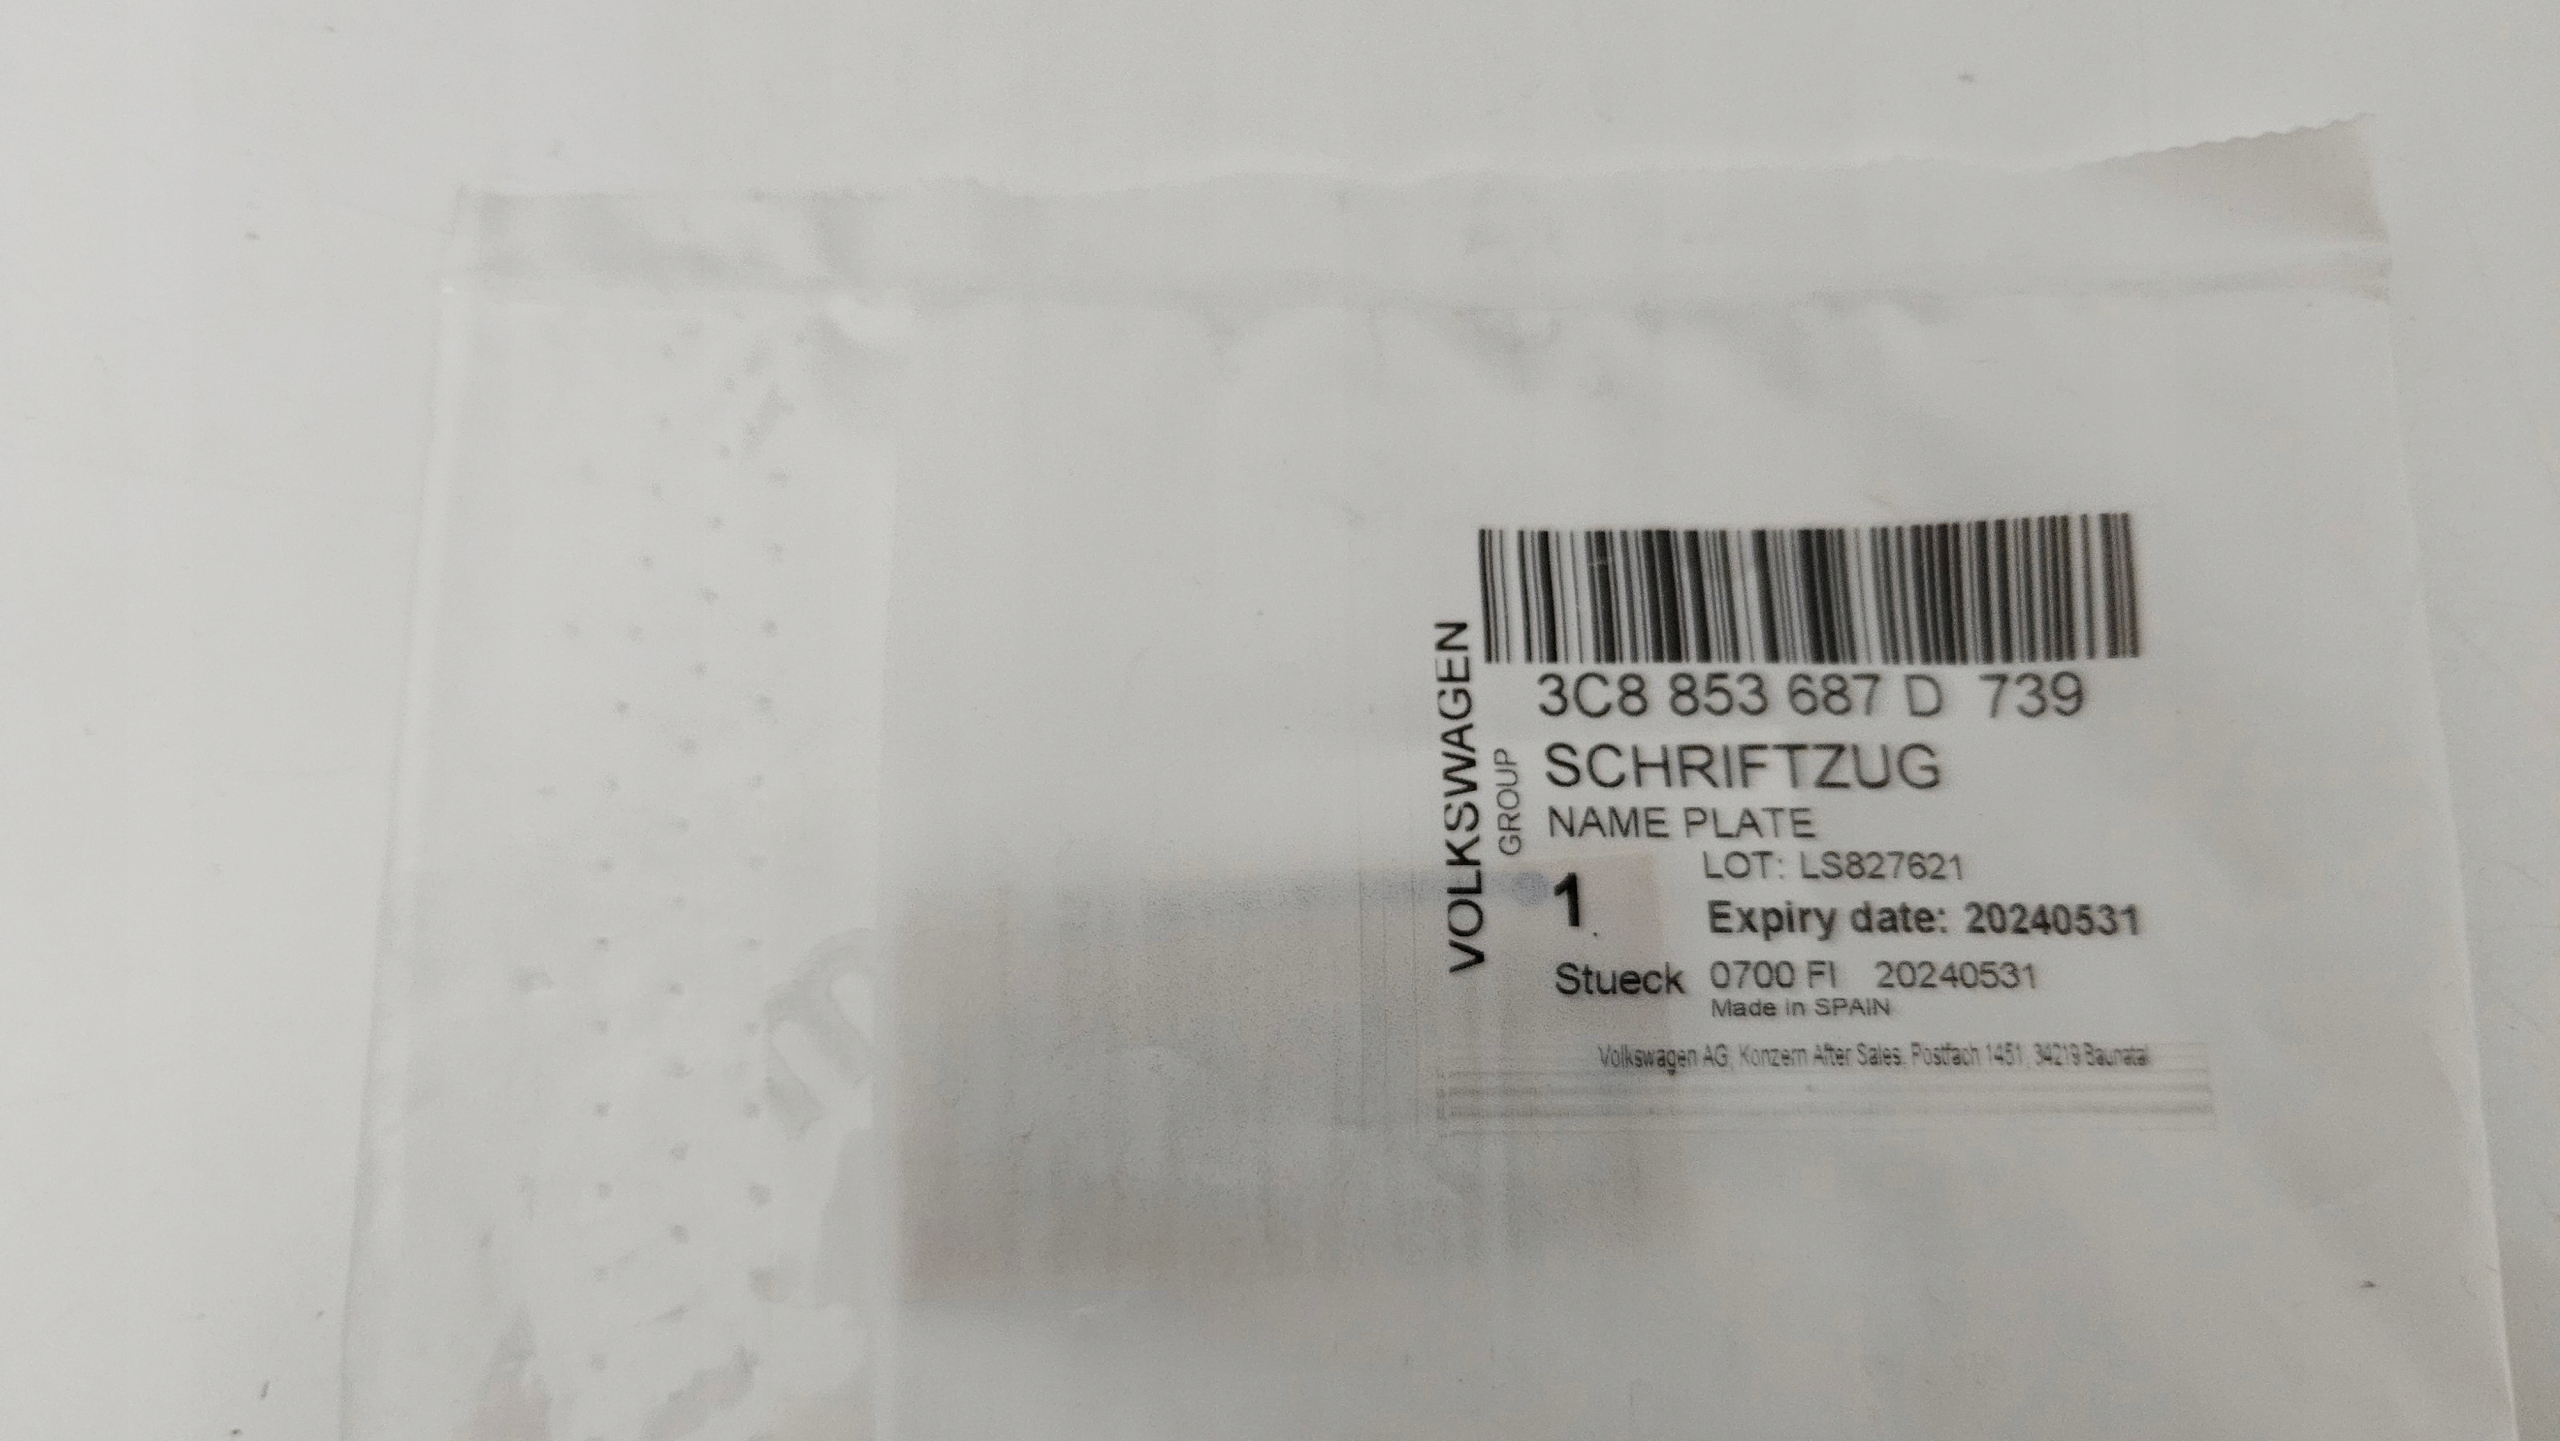 VOLKSWAGEN
GROUP
3C8 853 687 D 739
SCHRIFTZUG
NAME PLATE
1
LOT: LS827621
Expiry date: 20240531
Stueck
0700 FI 20240531
Made in SPAIN
Volkswagen AG, Konzern After Sales, Postfach 1451, 34219 Baunatal